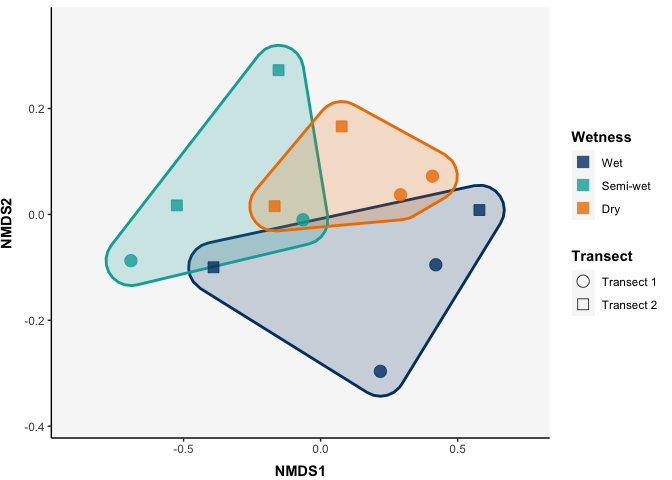 0.2
0.0
-0.2
-0.4
NMDS2
-0.5
0.0
0.5
NMDS1
Wetness
Wet
Semi-wet
Dry
Transect
Transect 1
Transect 2